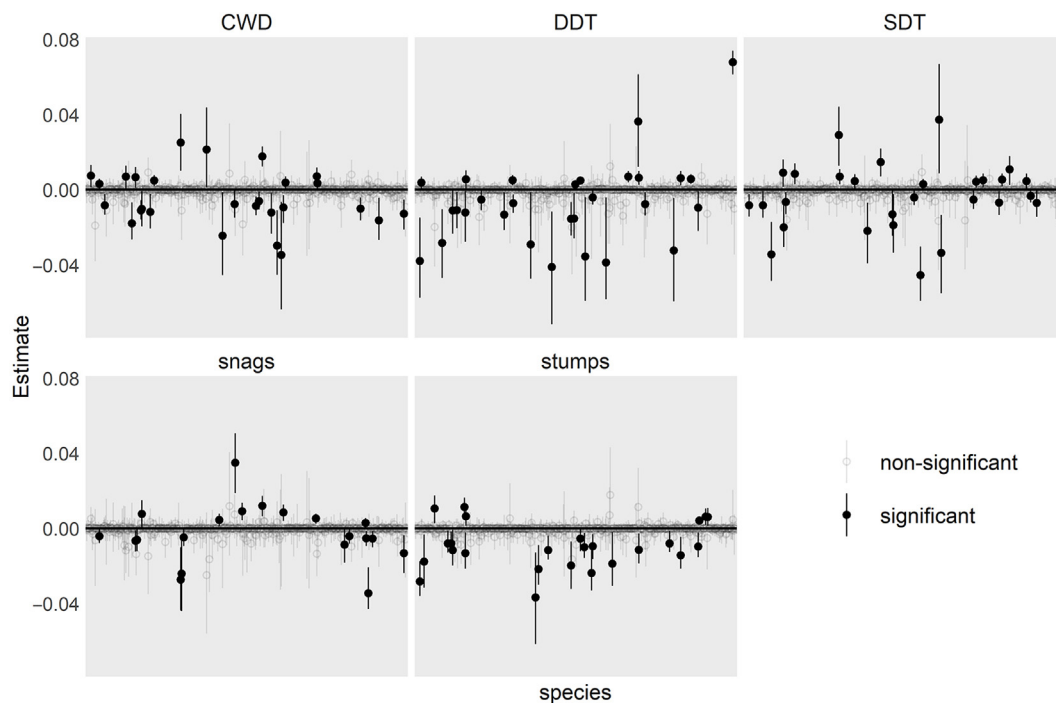 CWD DDT SDT
0.08
0.04
0.00
−0.04
Estimate
snags stumps
0.08
0.04
0.00
−0.04
non-significant
significant
species